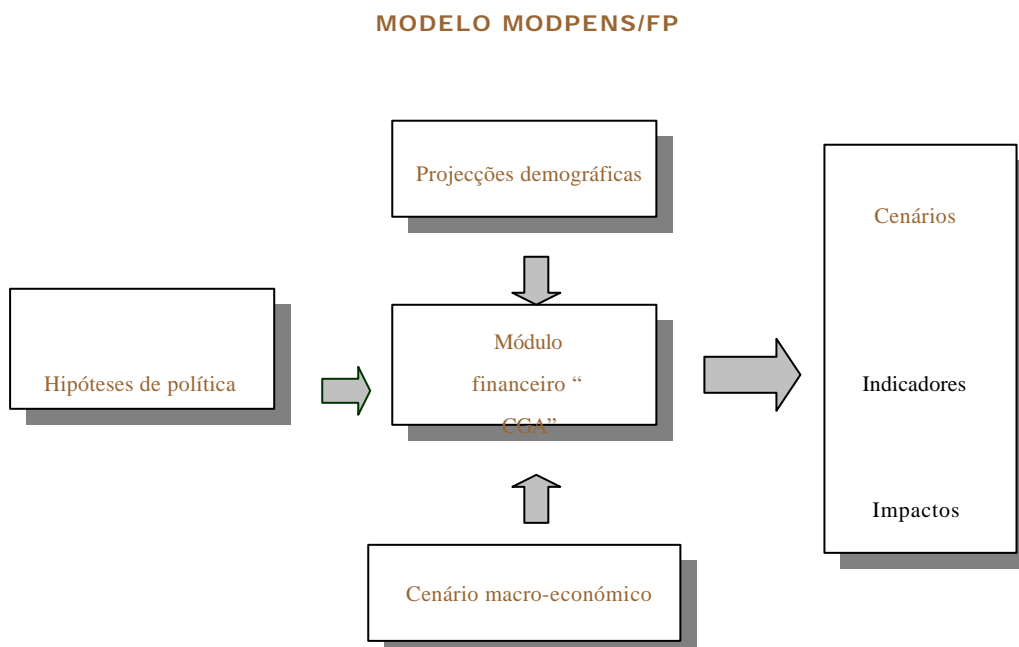 MODELO MODPENS/FP
Projecções demográficas
Cenários
Hipóteses de política
Módulo
financeiro “
CGA”
Indicadores
Impactos
Cenário macro-económico